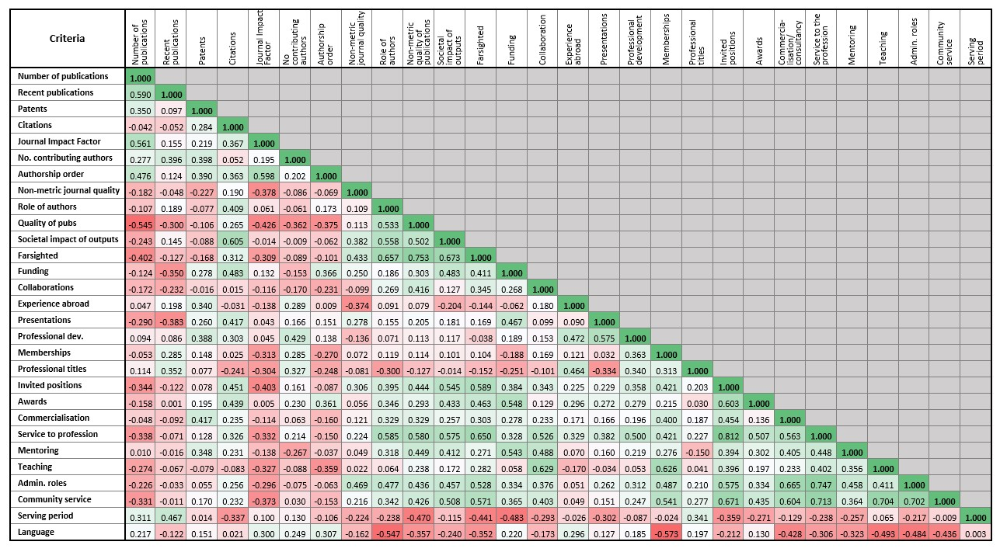 Criteria Number of publications Recent publications Patents Citations Journal Impact Factor No contributing authors Authorship order Non-metric journal quality Role of authors Non-metric quality of publications Societal impact of outputs Farsighted Funding Collaboration Experience abroad Presentations Professional development Memberships Professional titles Invited positions Awards Commercia-lisation/ consultancy Service to the profession Mentoring Teaching Admin. roles Community service Serving period
Number of publications 1.000
Recent publications 0.590 1.000
Patents 0.350 0.097 1.000
Citations -0.042 -0.052 0.284 1.000
Journal Impact Factor 0.561 0.155 0.219 0.367 1.000
No. contributing authors 0.277 0.396 0.398 0.052 0.195 1.000
Authorship order 0.476 0.124 0.390 0.363 0.598 0.202 1.000
Non-metric journal quality -0.182 -0.048 -0.227 0.190 -0.378 -0.086 -0.069 1.000
Role of authors -0.107 0.189 -0.077 0.409 0.061 -0.061 0.173 0.109 1.000
Quality of pubs -0.545 -0.300 -0.106 0.265 -0.426 -0.362 -0.375 0.113 0.533 1.000
Societal impact of outputs -0.243 0.145 -0.088 0.605 -0.014 -0.009 -0.062 0.382 0.558 0.502 1.000
Farsighted -0.402 -0.127 -0.168 0.312 -0.309 -0.089 -0.101 0.433 0.657 0.753 0.673 1.000
Funding -0.124 -0.350 0.278 0.483 0.132 -0.153 0.366 0.250 0.186 0.303 0.483 0.411 1.000
Collaborations -0.172 -0.232 -0.016 0.015 -0.116 -0.170 -0.231 -0.099 0.269 0.416 0.127 0.345 0.268 1.000
Experience abroad 0.047 0.198 0.340 -0.031 -0.138 0.289 0.009 -0.374 0.091 0.079 -0.204 -0.144 -0.062 0.180 1.000
Presentations -0.290 -0.383 0.260 0.417 0.043 0.166 0.151 0.278 0.155 0.205 0.181 0.169 0.467 0.099 0.090 1.000
Professional dev. 0.094 0.086 0.388 0.303 0.045 0.429 0.138 -0.136 0.071 0.113 0.117 -0.038 0.189 0.153 0.472 0.575 1.000
Memberships -0.053 0.285 0.148 0.025 -0.313 0.285 -0.270 0.072 0.119 0.114 0.101 0.104 -0.188 0.169 0.121 0.032 0.363 1.000
Professional titles 0.114 0.352 0.077 -0.241 -0.304 0.327 -0.248 -0.081 -0.300 -0.127 -0.014 -0.152 -0.251 -0.101 0.464 -0.334 0.340 0.313 1.000
Invited positions -0.344 -0.122 0.078 0.451 -0.403 0.161 -0.087 0.306 0.395 0.444 0.545 0.589 0.384 0.343 0.225 0.229 0.358 0.421 0.203 1.000
Awards -0.158 0.001 0.195 0.439 0.005 0.230 0.361 0.056 0.346 0.293 0.433 0.463 0.548 0.129 0.296 0.272 0.279 0.215 0.030 0.603 1.000
Commercialisation -0.048 -0.092 0.417 0.235 -0.114 0.063 -0.160 0.121 0.329 0.329 0.257 0.303 0.278 0.233 0.171 0.166 0.196 0.400 0.187 0.454 0.136 1.000
Service to profession -0.338 -0.071 0.128 0.326 -0.332 0.214 -0.150 0.224 0.585 0.580 0.575 0.650 0.328 0.526 0.329 0.382 0.500 0.421 0.227 0.812 0.507 0.563 1.000
Mentoring 0.010 -0.016 0.348 0.231 -0.138 -0.267 -0.037 0.049 0.318 0.449 0.412 0.271 0.543 0.488 0.070 0.160 0.219 0.276 -0.150 0.394 0.302 0.405 0.448 1.000
Teaching -0.274 -0.067 -0.079 -0.083 -0.327 -0.088 -0.359 0.022 0.064 0.238 0.172 0.282 0.058 0.629 -0.170 -0.034 0.053 0.626 0.041 0.396 0.197 0.233 0.402 0.356 1.000
Admin. roles -0.226 -0.033 0.055 0.256 -0.296 -0.075 -0.063 0.469 0.477 0.436 0.457 0.528 0.334 0.376 0.051 0.262 0.312 0.487 0.210 0.575 0.334 0.665 0.747 0.458 0.411 1.000
Community service -0.331 -0.011 0.170 0.232 -0.373 0.030 -0.153 0.216 0.342 0.426 0.508 0.571 0.365 0.403 0.049 0.151 0.247 0.541 0.277 0.671 0.435 0.604 0.713 0.364 0.704 0.702 1.000
Serving period 0.311 0.467 0.014 -0.337 0.100 0.130 -0.106 -0.224 -0.238 -0.470 -0.115 -0.441 -0.483 -0.293 -0.026 -0.302 -0.087 -0.024 0.341 -0.359 -0.271 -0.129 -0.238 -0.257 0.065 -0.217 -0.009 1.000
Language 0.217 -0.122 0.151 0.021 0.300 0.249 0.307 -0.162 -0.547 -0.357 -0.240 -0.352 0.220 -0.173 0.296 0.127 0.185 -0.573 0.197 -0.212 0.130 -0.428 -0.306 -0.323 -0.493 -0.484 -0.436 0.003